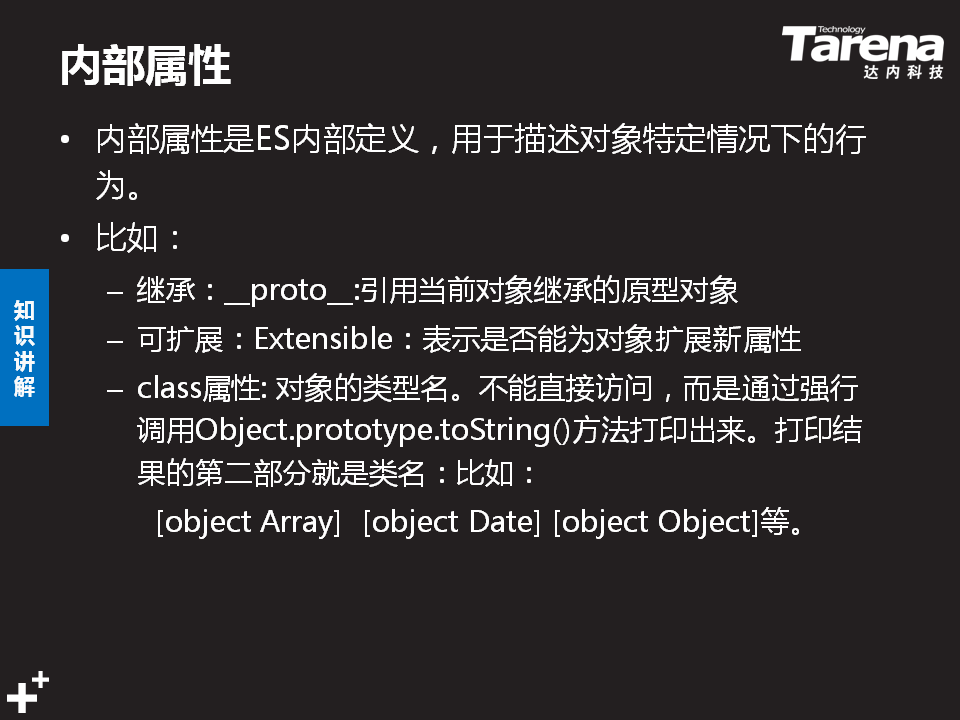 内部属性
Technology
Tarena
达内科技
• 内部属性是ES内部定义，用于描述对象特定情况下的行
为。
• 比如：
– 继承：__proto__:引用当前对象继承的原型对象
– 可扩展：Extensible：表示是否能为对象扩展新属性
– class属性: 对象的类型名。不能直接访问，而是通过强行
调用Object.prototype.toString()方法打印出来。打印结
果的第二部分就是类名：比如：
[object Array]  [object Date] [object Object]等。
知
识
讲
解